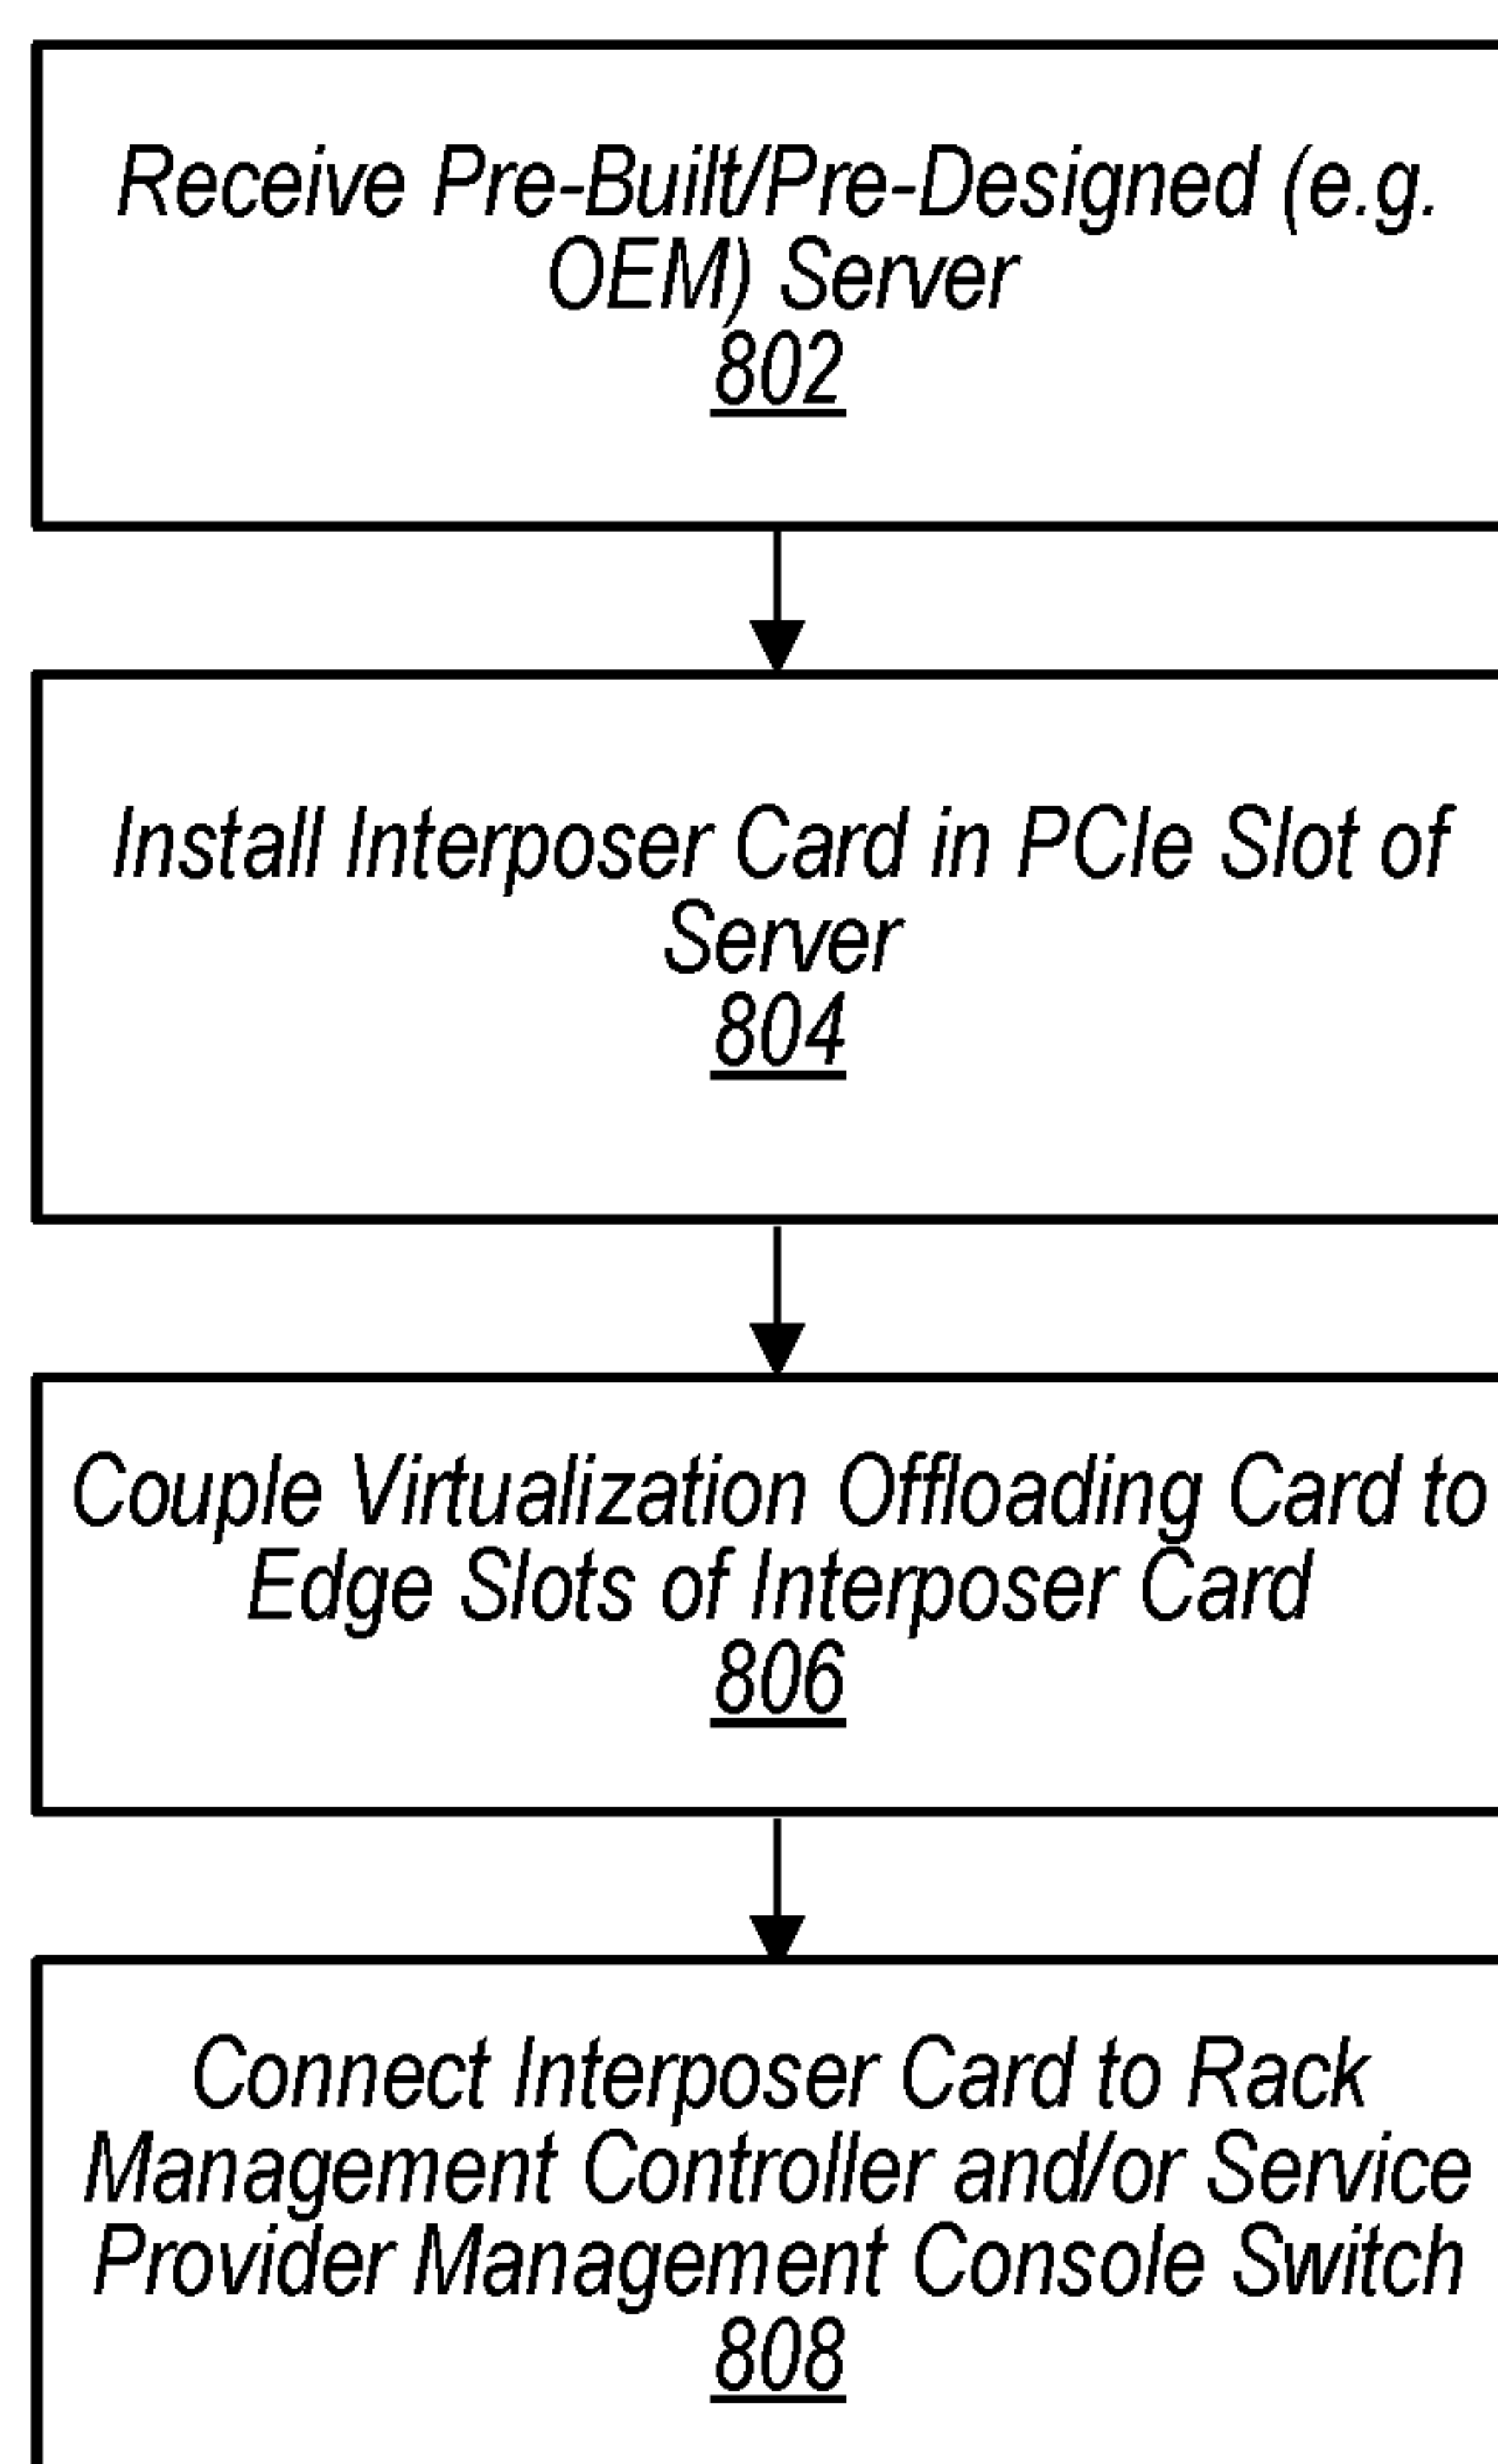 Receive Pre-Built/Pre-Designed (e.g.
OEM) Server
802
Install Interposer Card in PCIe Slot of
Server
804
Couple Virtualization Offloading Card to
Edge Slots of Interposer Card
806
Connect Interposer Card to Rack
Management Controller and/or Service
Provider Management Console Switch
808